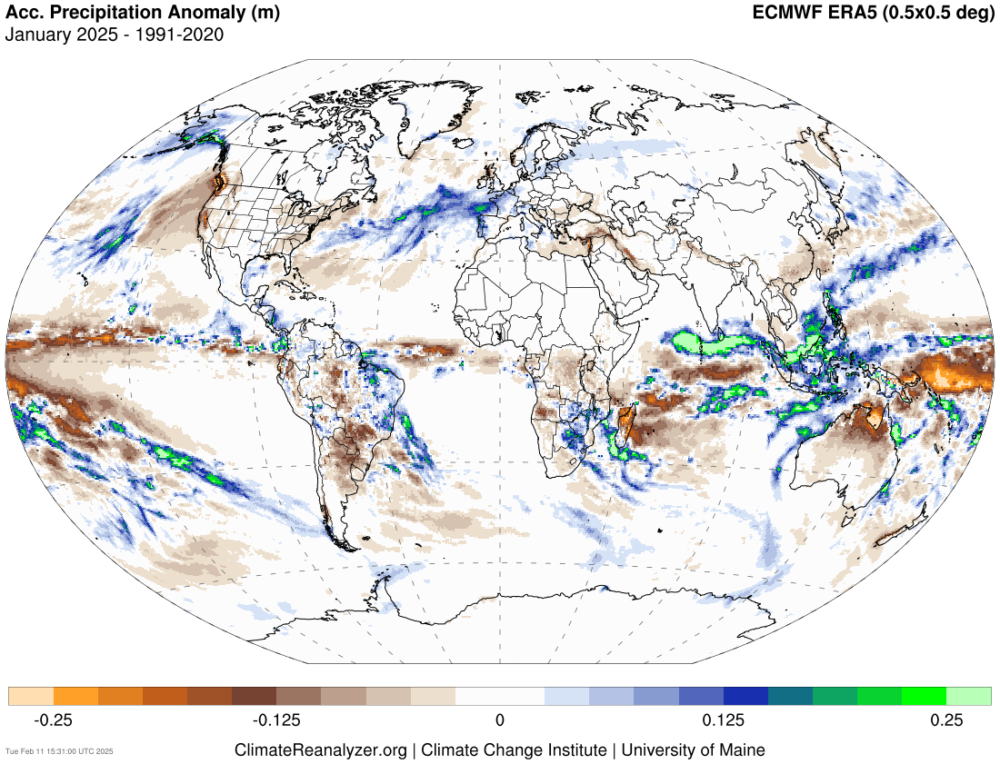 Acc. Precipitation Anomaly (m)
ECMWF ERA5 (0.5x0.5 deg)
January 2025 - 1991-2020
-0.25 -0.125 0 0.125 0.25
Tue Feb 11 15:31:00 UTC 2025
ClimateReanalyzer.org | Climate Change Institute | University of Maine